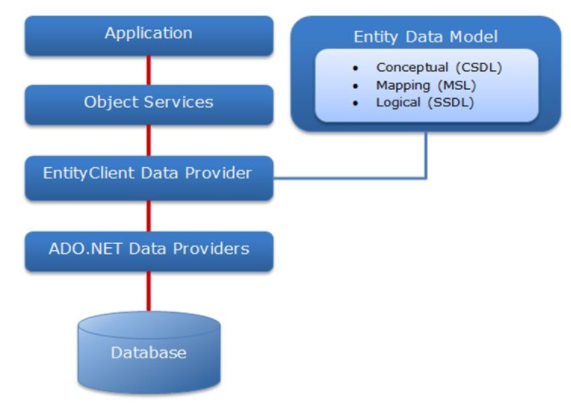 Application
Object Services
EntityClient Data Provider
ADO.NET Data Providers
Database
Entity Data Model
• Conceptual (CSDL)
• Mapping (MSL)
• Logical (SSDL)